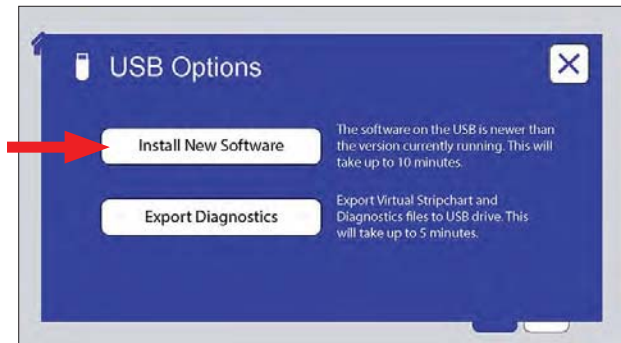 USB Options
Install New Software
The software on the USB is newer than
the version currently running. This will
take up to 10 minutes.
Export Diagnostics
Export Virtual Stripchart and
Diagnostics files to USB drive. This
will take up to 5 minutes.